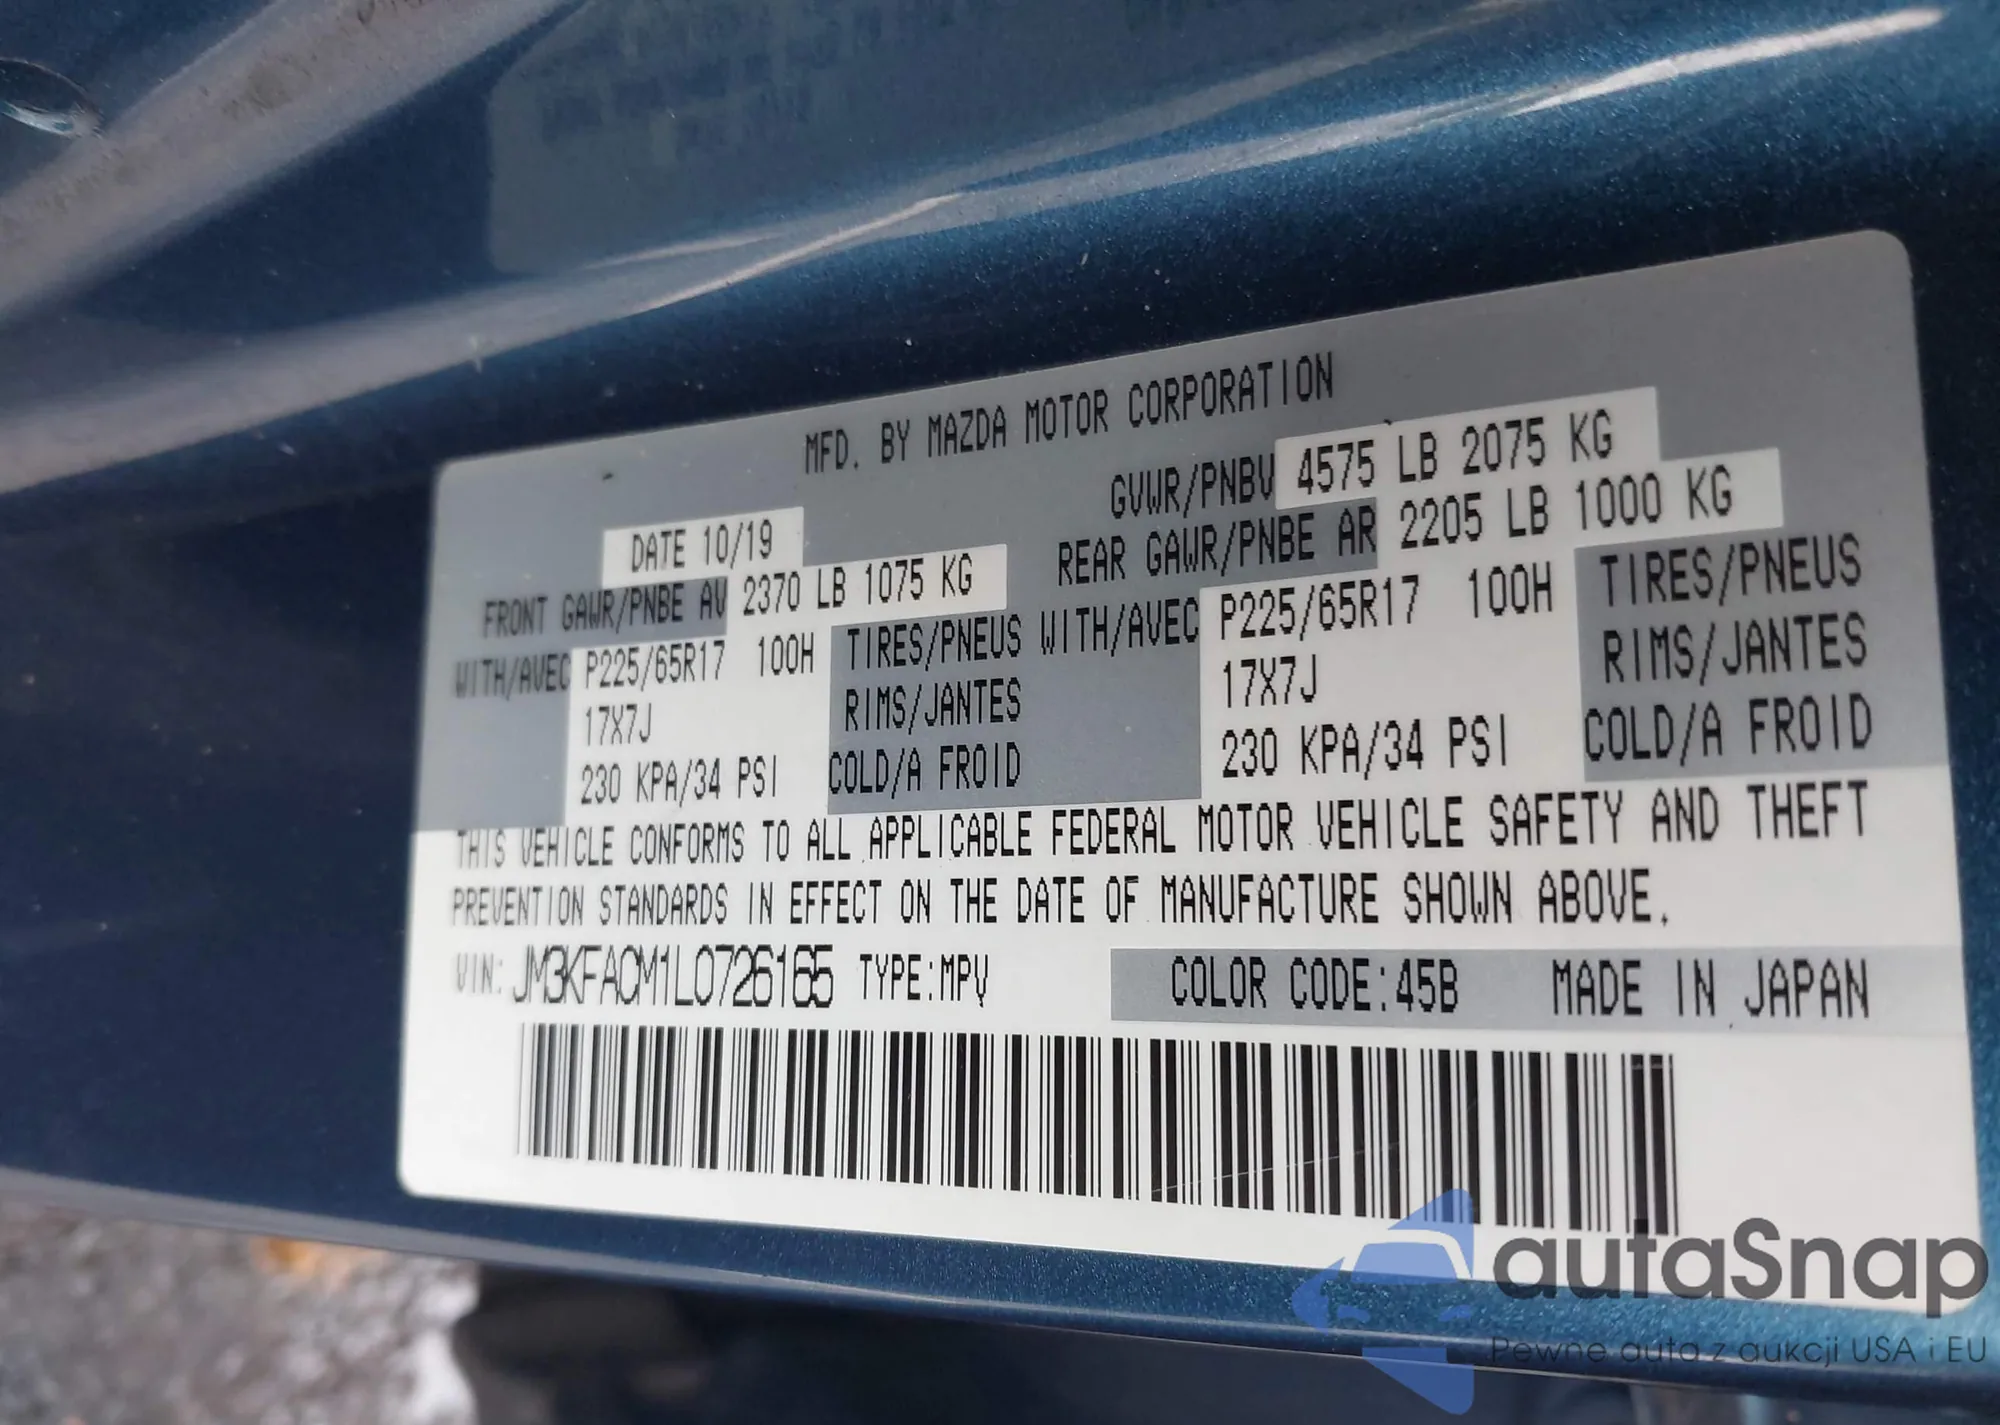 MFD. BY MAZDA MOTOR CORPORATION
GVWR/PNBV 4575 LB 2075 KG
DATE 10/19
FRONT GAWR/PNBE AV 2370 LB 1075 KG
REAR GAWR/PNBE AR 2205 LB 1000 KG
WITH/AVEC P225/65R17 100H TIRES/PNEUS WITH/AVEC P225/65R17 100H TIRES/PNEUS
17X7J RIMS/JANTES 17X7J RIMS/JANTES
230 KPA/34 PSI COLD/A FROID 230 KPA/34 PSI COLD/A FROID
THIS VEHICLE CONFORMS TO ALL APPLICABLE FEDERAL MOTOR VEHICLE SAFETY AND THEFT
PREVENTION STANDARDS IN EFFECT ON THE DATE OF MANUFACTURE SHOWN ABOVE.
VIN: JM3KFACM1L0726165 TYPE:MPV COLOR CODE:45B MADE IN JAPAN
autaSnap
Pewne auta z aukcji USA i EU